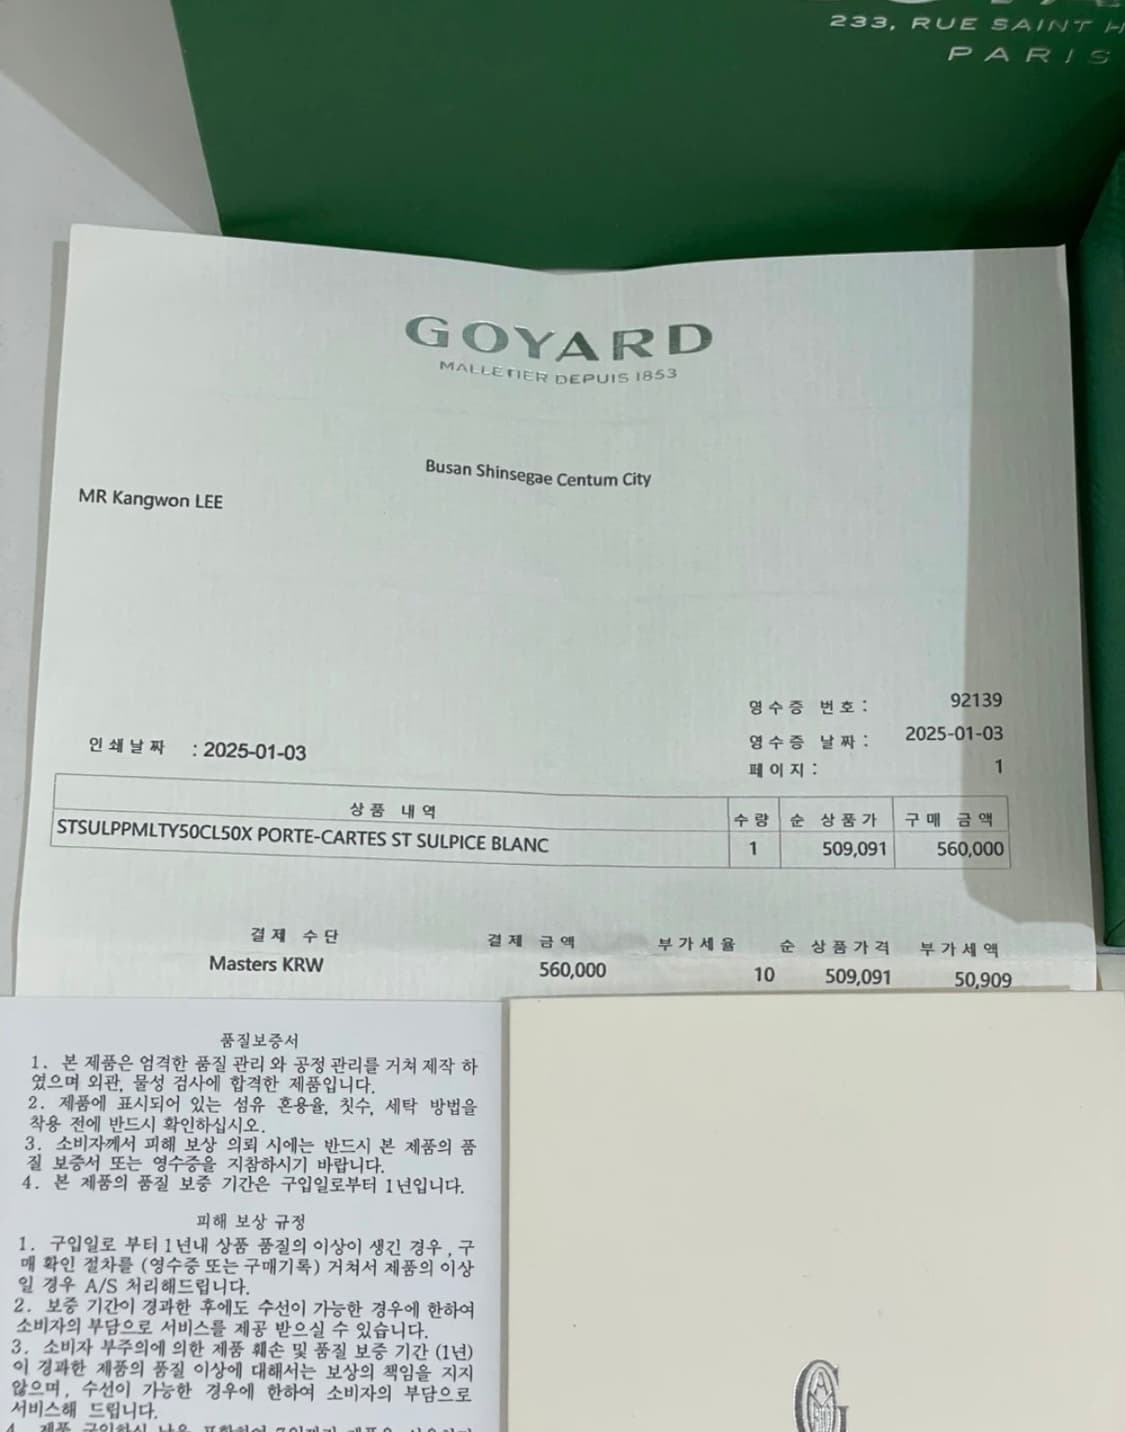 233, RUE SAINT
PARIS
GOYARD
MALLETIER DEPUIS 1853
Busan Shinsegae Centum City
MR Kangwon LEE
영수증 번호: 92139
영수증 날짜: 2025-01-03
인쇄날짜 : 2025-01-03
페이지: 1
상품 내역 수량 순 상품가 구매 금액
STSULPPMLTY50CL50X PORTE-CARTES ST SULPICE BLANC 1 509,091 560,000
결제 수단 결제 금액 부가세율 순 상품가격 부가세액
Masters KRW 560,000 10 509,091 50,909
품질보증서
1. 본 제품은 엄격한 품질 관리 와 공정 관리를 거쳐 제작 하
였으며 외관, 물성 검사에 합격한 제품입니다.
2. 제품에 표시되어 있는 섬유 혼용율, 칫수, 세탁 방법을
착용 전에 반드시 확인하십시오.
3. 소비자께서 피해 보상 의뢰 시에는 반드시 본 제품의 품
질 보증서 또는 영수증을 지참하시기 바랍니다.
4. 본 제품의 품질 보증 기간은 구입일로부터 1년입니다.
피해 보상 규정
1. 구입일로 부터 1년내 상품 품질의 이상이 생긴 경우, 구
매 확인 절차를 (영수증 또는 구매기록) 거쳐서 제품의 이상
일 경우 A/S 처리해드립니다.
2. 보증 기간이 경과한 후에도 수선이 가능한 경우에 한하여
소비자의 부담으로 서비스를 제공 받으실 수 있습니다.
3. 소비자 부주의에 의한 제품 훼손 및 품질 보증 기간 (1년)
이 경과한 제품의 품질 이상에 대해서는 보상의 책임을 지지
않으며, 수선이 가능한 경우에 한하여 소비자의 부담으로
서비스해 드립니다.